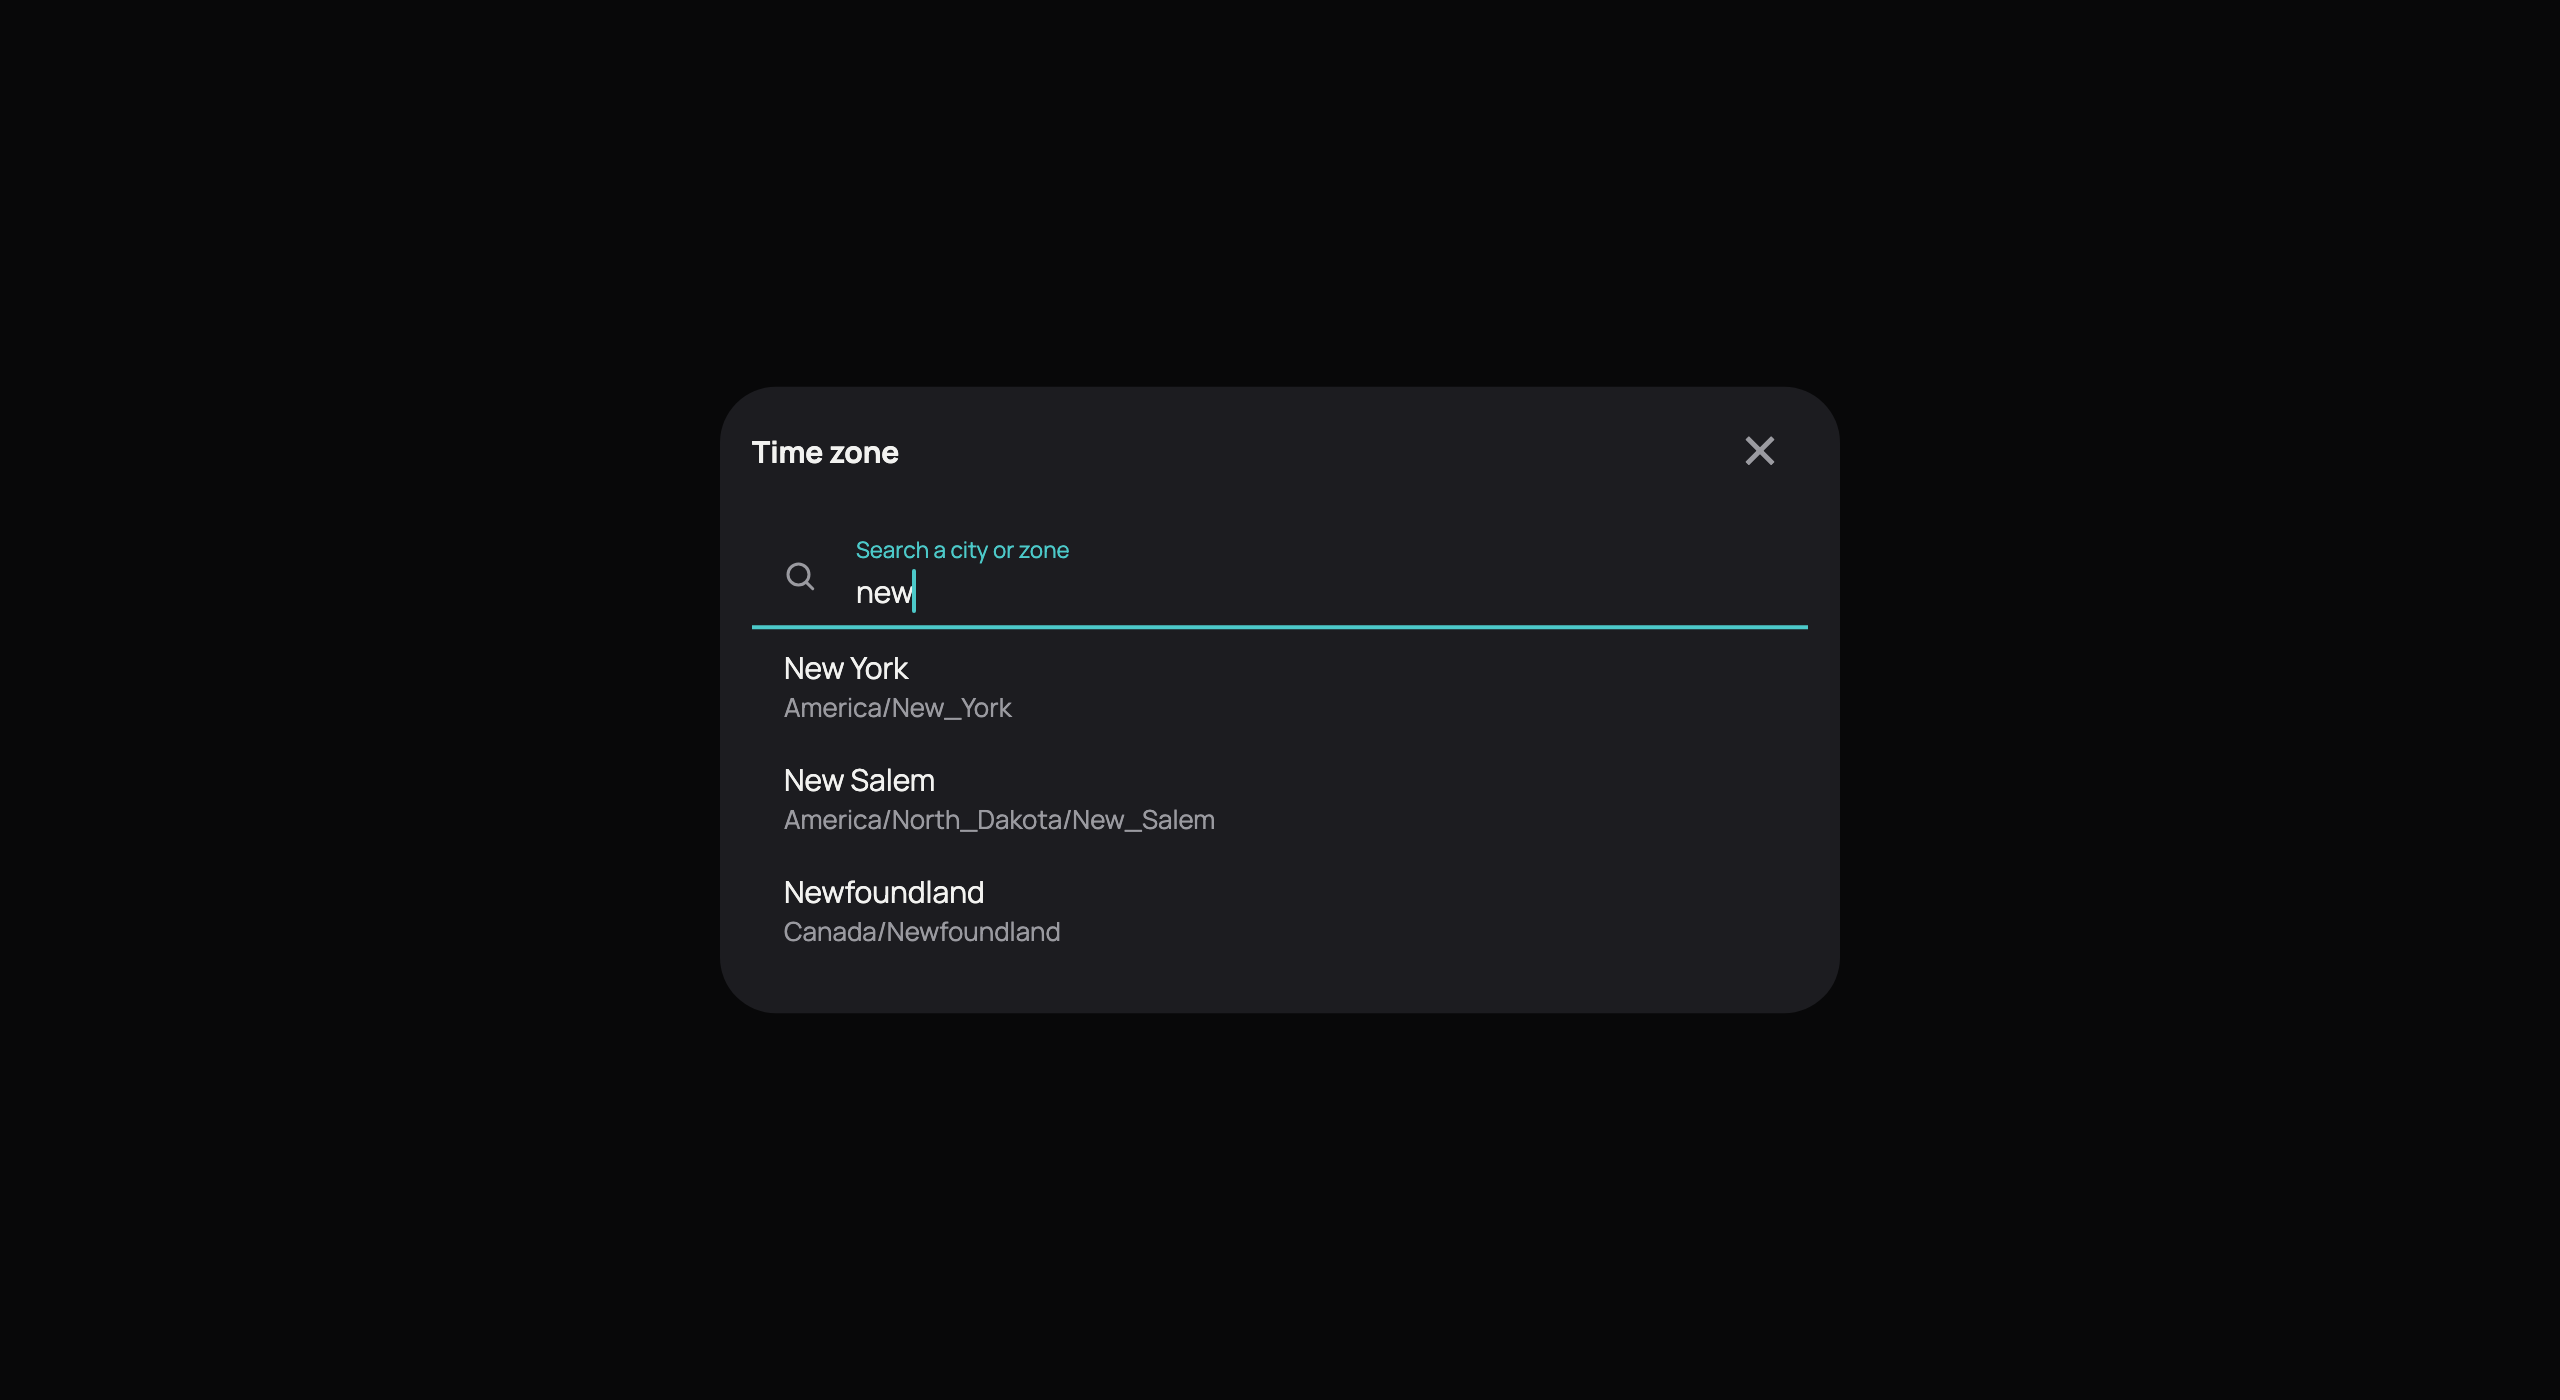 Time zone
Search a city or zone
new
New York
America/New_York
New Salem
America/North_Dakota/New_Salem
Newfoundland
Canada/Newfoundland